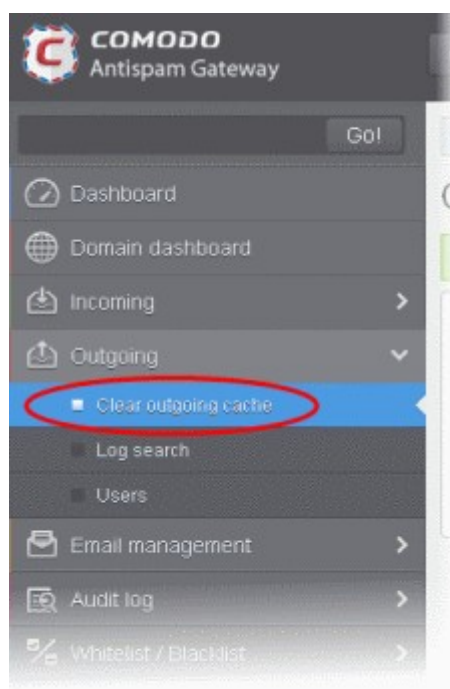 COMODO
Antispam Gateway
Go!
Dashboard
Domain dashboard
Incoming
Outgoing
Clear outgoing cache
Log search
Users
Email management
Audit log
Whitelist / Blacklist